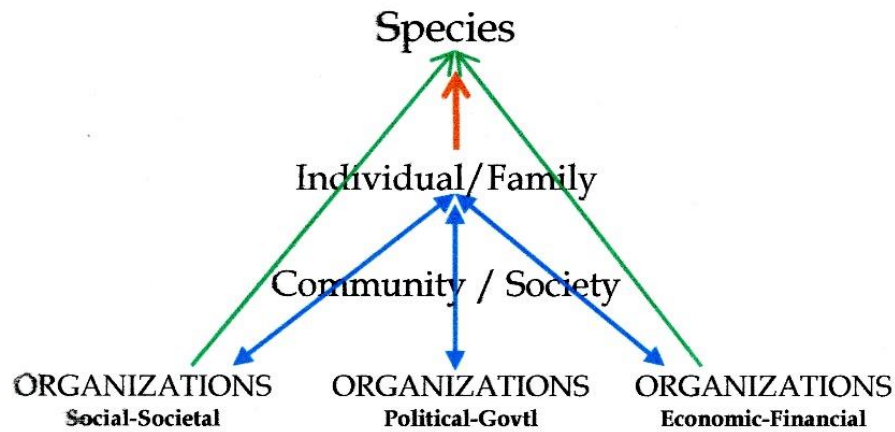 Species
Individual/Family
Community / Society
ORGANIZATIONS ORGANIZATIONS ORGANIZATIONS
Social-Societal Political-Govtl Economic-Financial